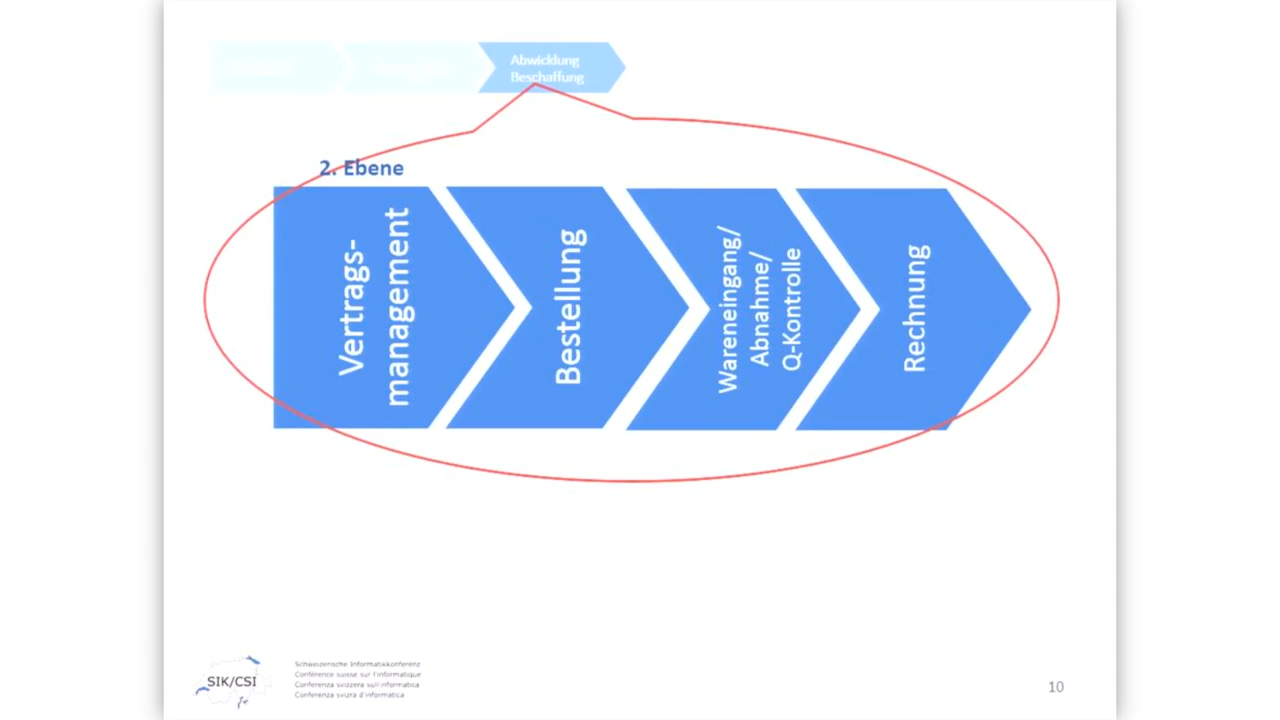 Abwicklung
Beschaffung
2. Ebene
Vertrags-
management
Bestellung
Wareneingang/
Abnahme/
Q-Kontrolle
Rechnung
SIK/CSI
Schweizerische Informatikkonferenz
Conférence suisse sur l'informatique
Conferenza svizzera sull'informatica
Conferenza svizra d'informatica
10